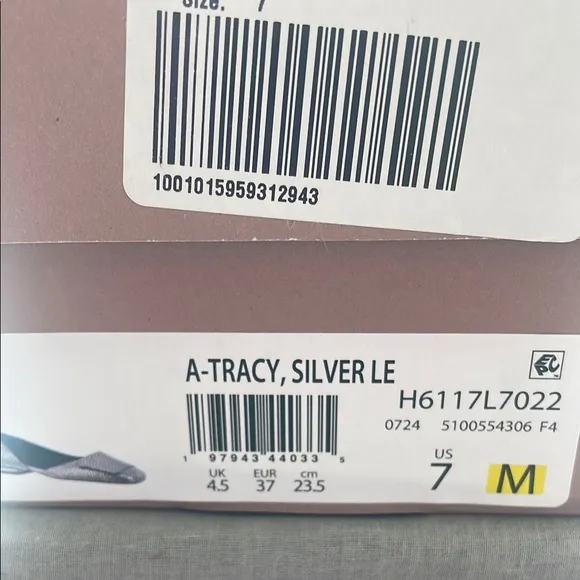 Size: 7
1001015959312943
A-TRACY, SILVER LE
H6117L7022
0724 5100554306 F4
1 97943 44033 5
UK EUR cm
4.5 37 23.5
US
7 M